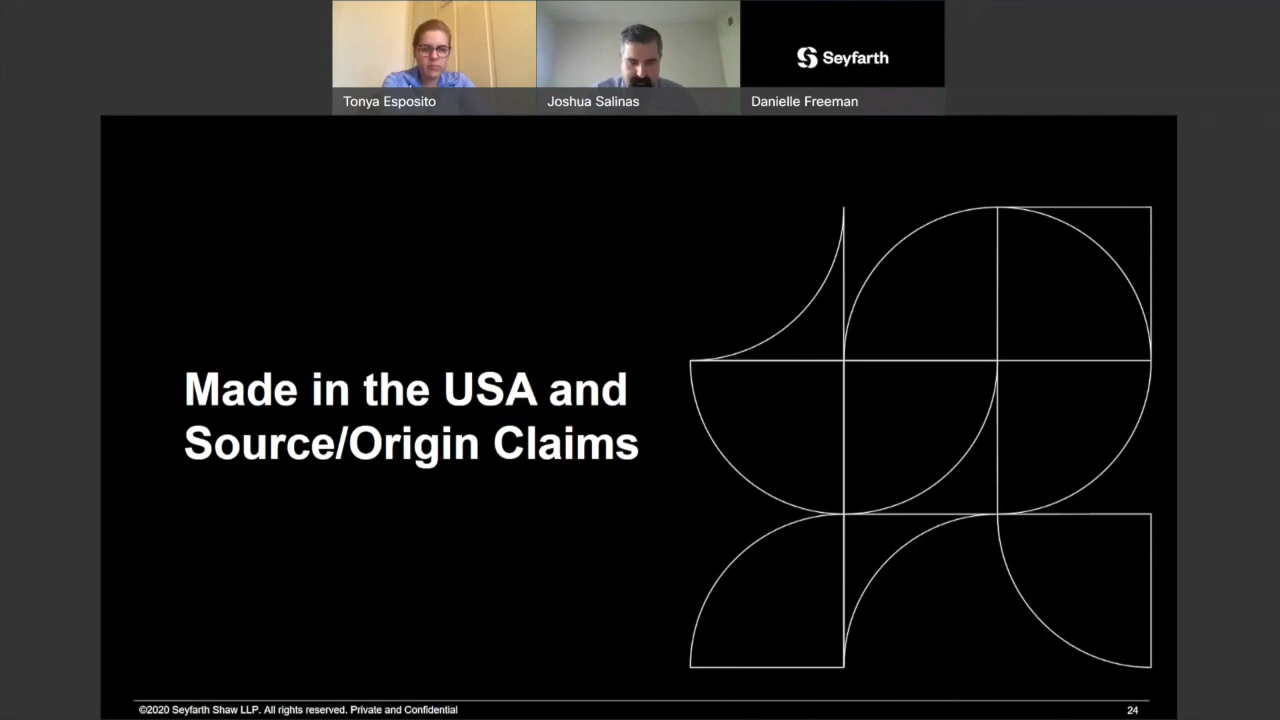 Seyfarth
Tonya Esposito
Joshua Salinas
Danielle Freeman
Made in the USA and
Source/Origin Claims
©2020 Seyfarth Shaw LLP. All rights reserved. Private and Confidential
24